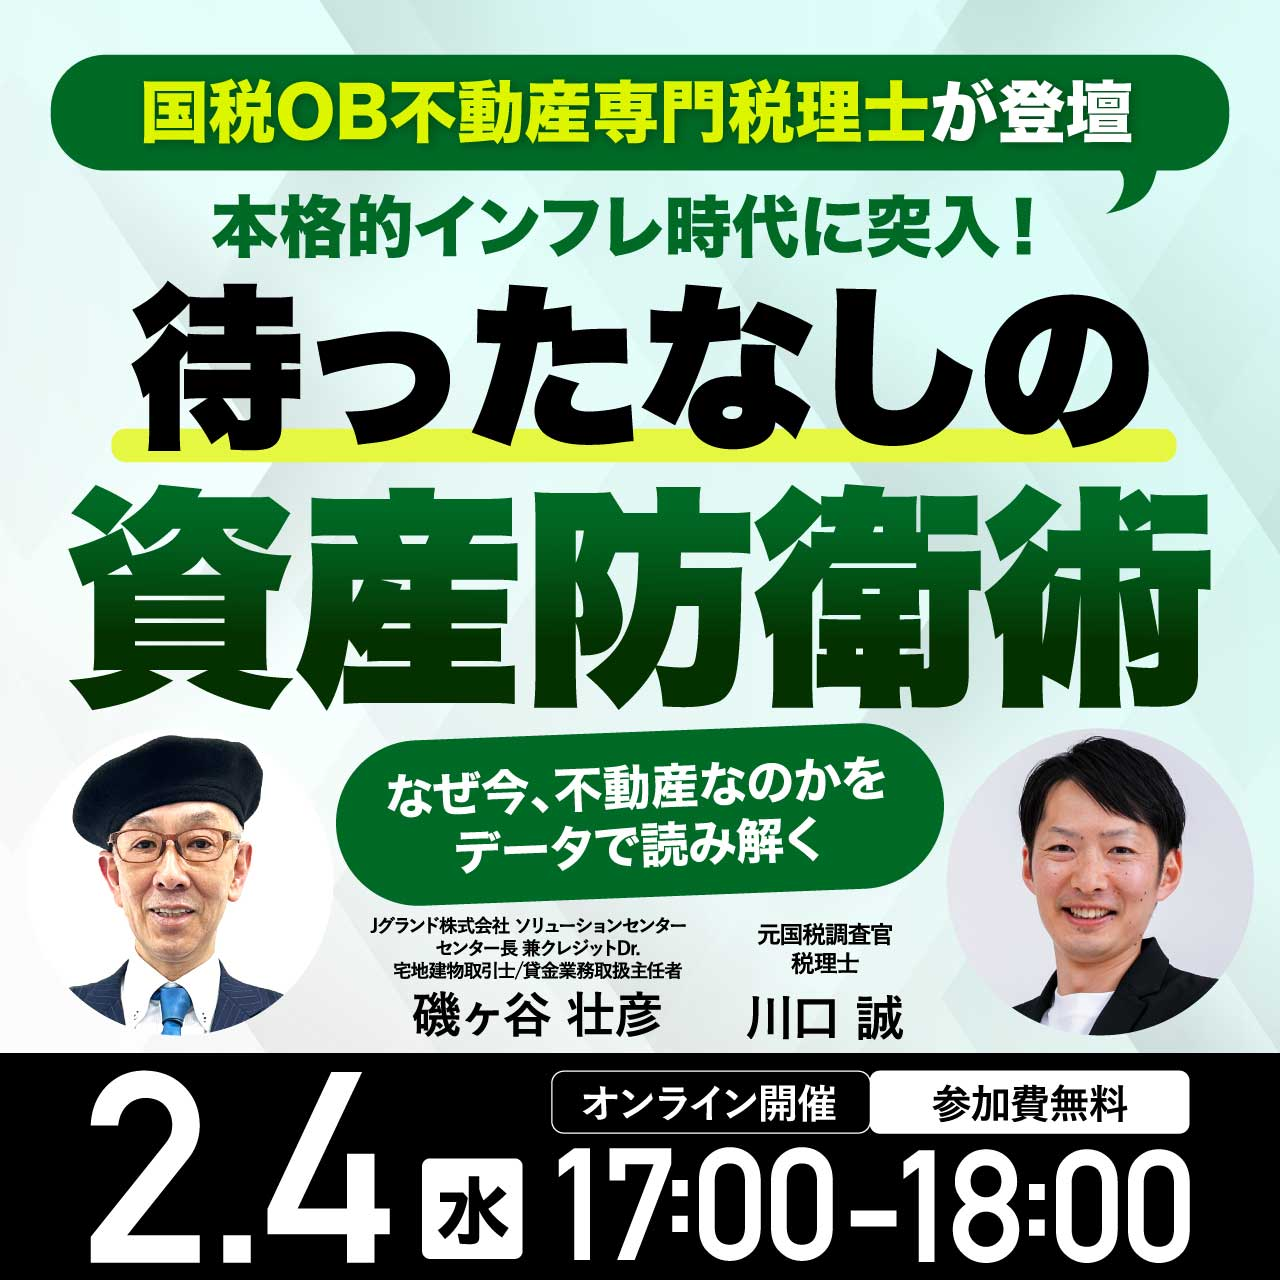 国税OB不動産専門税理士が登壇
本格的インフレ時代に突入！
待ったなしの
資産防衛術
なぜ今、不動産なのかを
データで読み解く
Jグランド株式会社 ソリューションセンター
センター長 兼クレジットDr.
宅地建物取引士/貸金業務取扱主任者
磯ヶ谷 壮彦
元国税調査官
税理士
川口 誠
2.4 水
オンライン開催
参加費無料
17:00-18:00